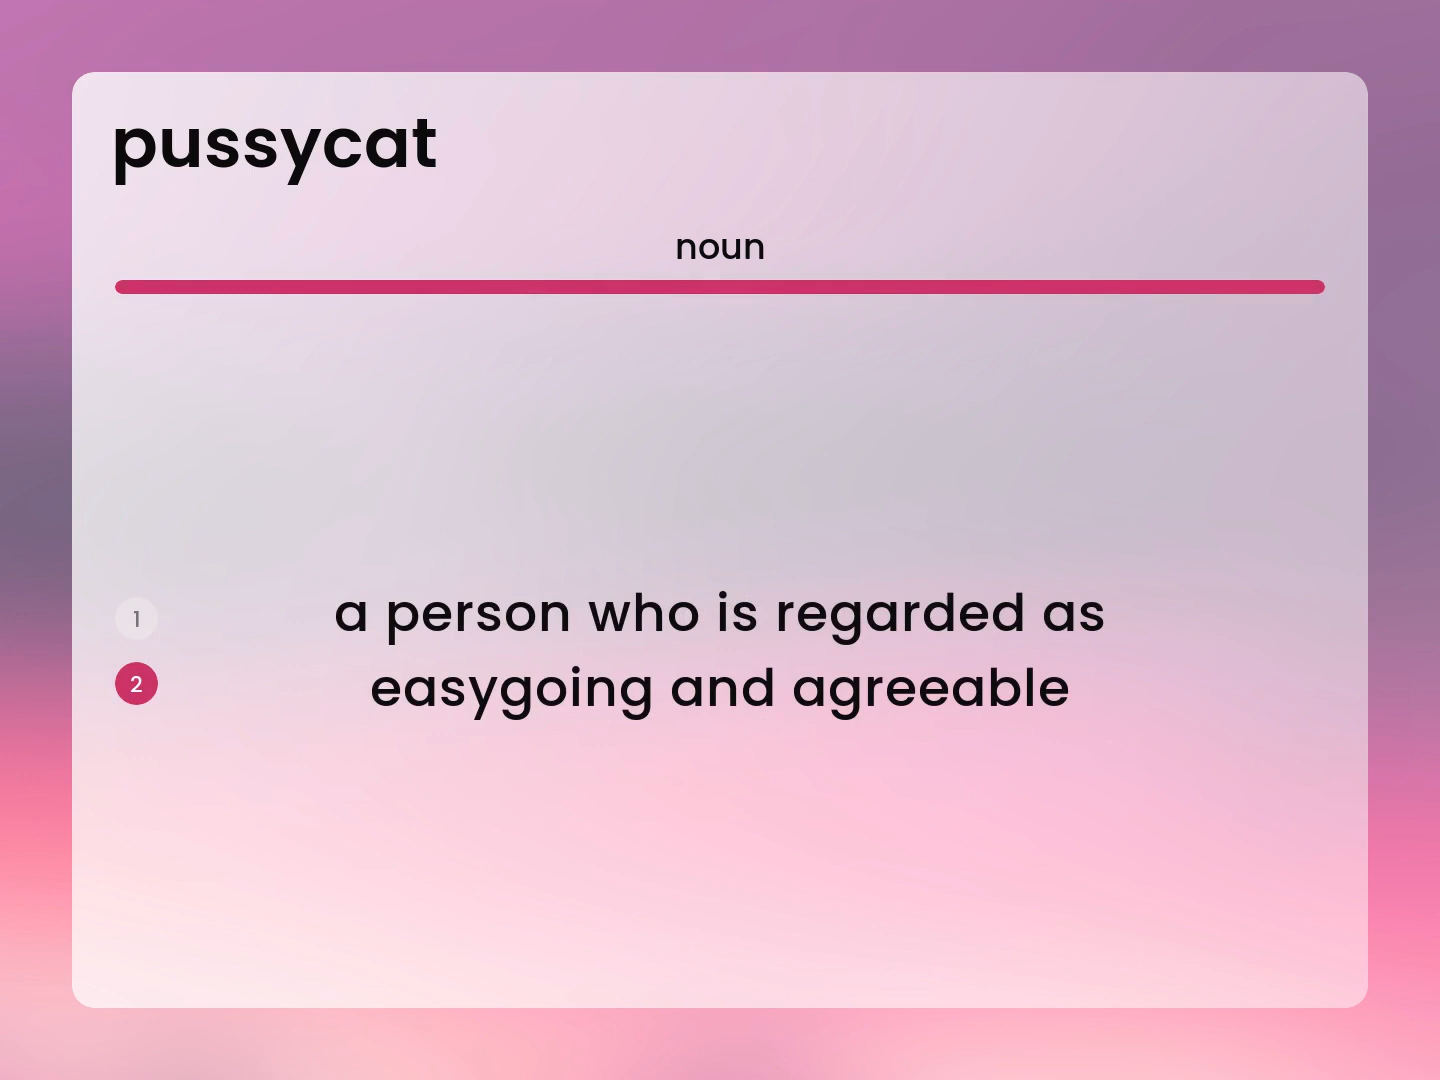 pussycat
noun
1
2
a person who is regarded as
easygoing and agreeable